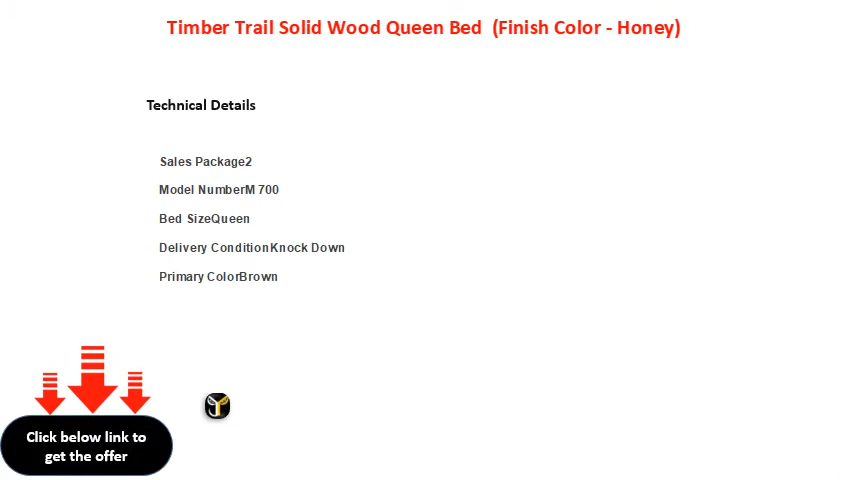 Timber Trail Solid Wood Queen Bed (Finish Color - Honey)
Technical Details
Sales Package2
Model NumberM 700
Bed SizeQueen
Delivery ConditionKnock Down
Primary ColorBrown
Click below link to
get the offer